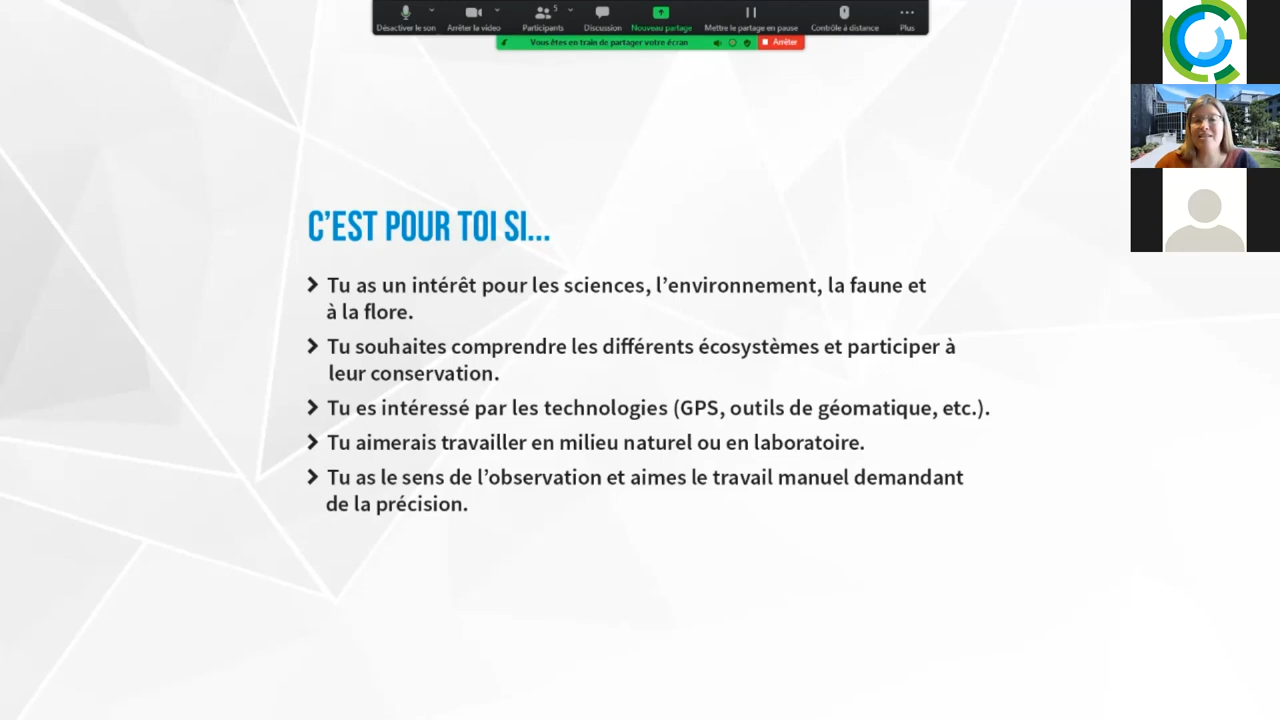 5
Désactiver le son Arrêter la video Participants Discussion Nouveau partage Mettre le partage en pause Contrôle à distance Plus
Vous êtes en train de partager votre écran Arrêter
C'EST POUR TOI SI...
Tu as un intérêt pour les sciences, l'environnement, la faune et
à la flore.
Tu souhaites comprendre les différents écosystèmes et participer à
leur conservation.
Tu es intéressé par les technologies (GPS, outils de géomatique, etc.).
Tu aimerais travailler en milieu naturel ou en laboratoire.
Tu as le sens de l'observation et aimes le travail manuel demandant
de la précision.